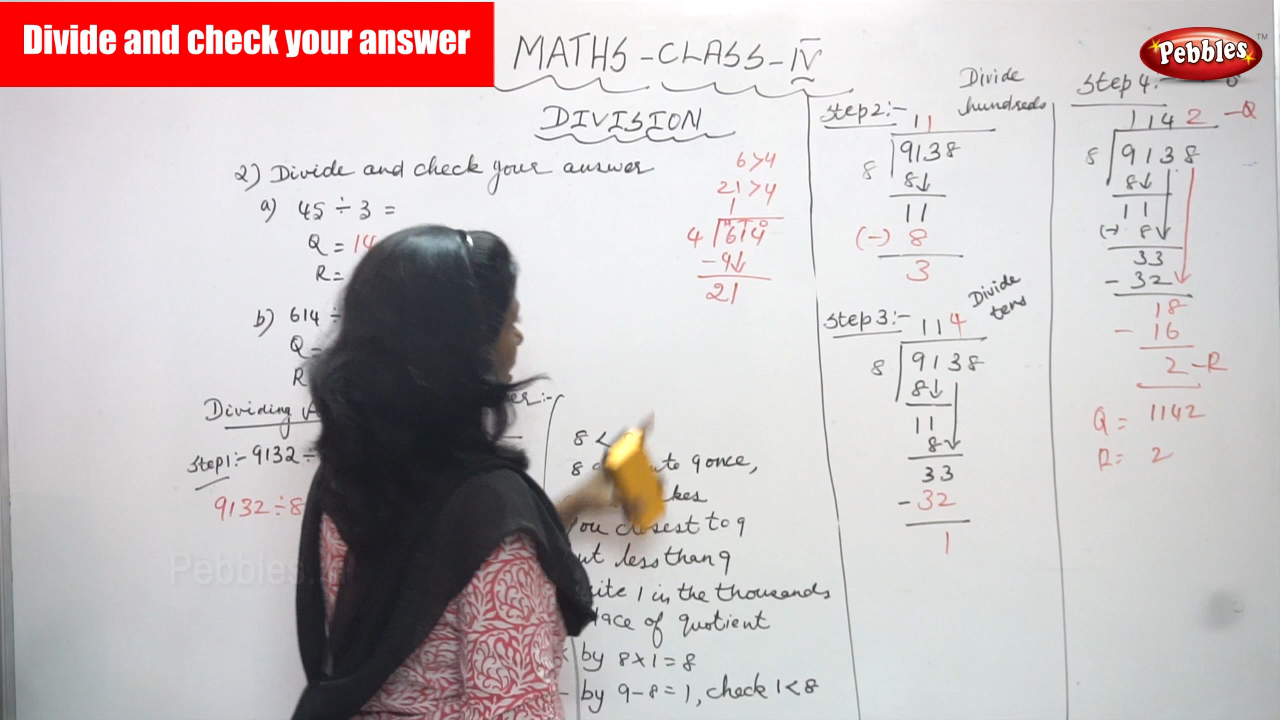 Divide and check your answer
MATHS - CLASS - IV
Pebbles
TM
DIVISION
2) Divide and check your answer
a) 45 ÷ 3 =
Q = 14
R =
b) 614 ÷
Q =
R
Dividing
Step1:- 9132 ÷
9132 ÷ 8
6 > 4
21 > 4
1
4 614
- 4↓
21
8 <
8 9 once,
you closest to 9
but less than 9
write 1 in the thousands
place of quotient
× by 8×1=8
- by 9-8=1, check 1<8
Step 2:- Divide
hundreds
11
8 9138
8↓
11
(-) 8
3
Step 3:- Divide
tens
114
8 9138
8↓
11
8
33
- 32
1
Step 4:-
1142 - Q
8 9138
8↓
11
(-) 8
33
- 32
18
- 16
2 - R
Q = 1142
R = 2
Pebbles.in